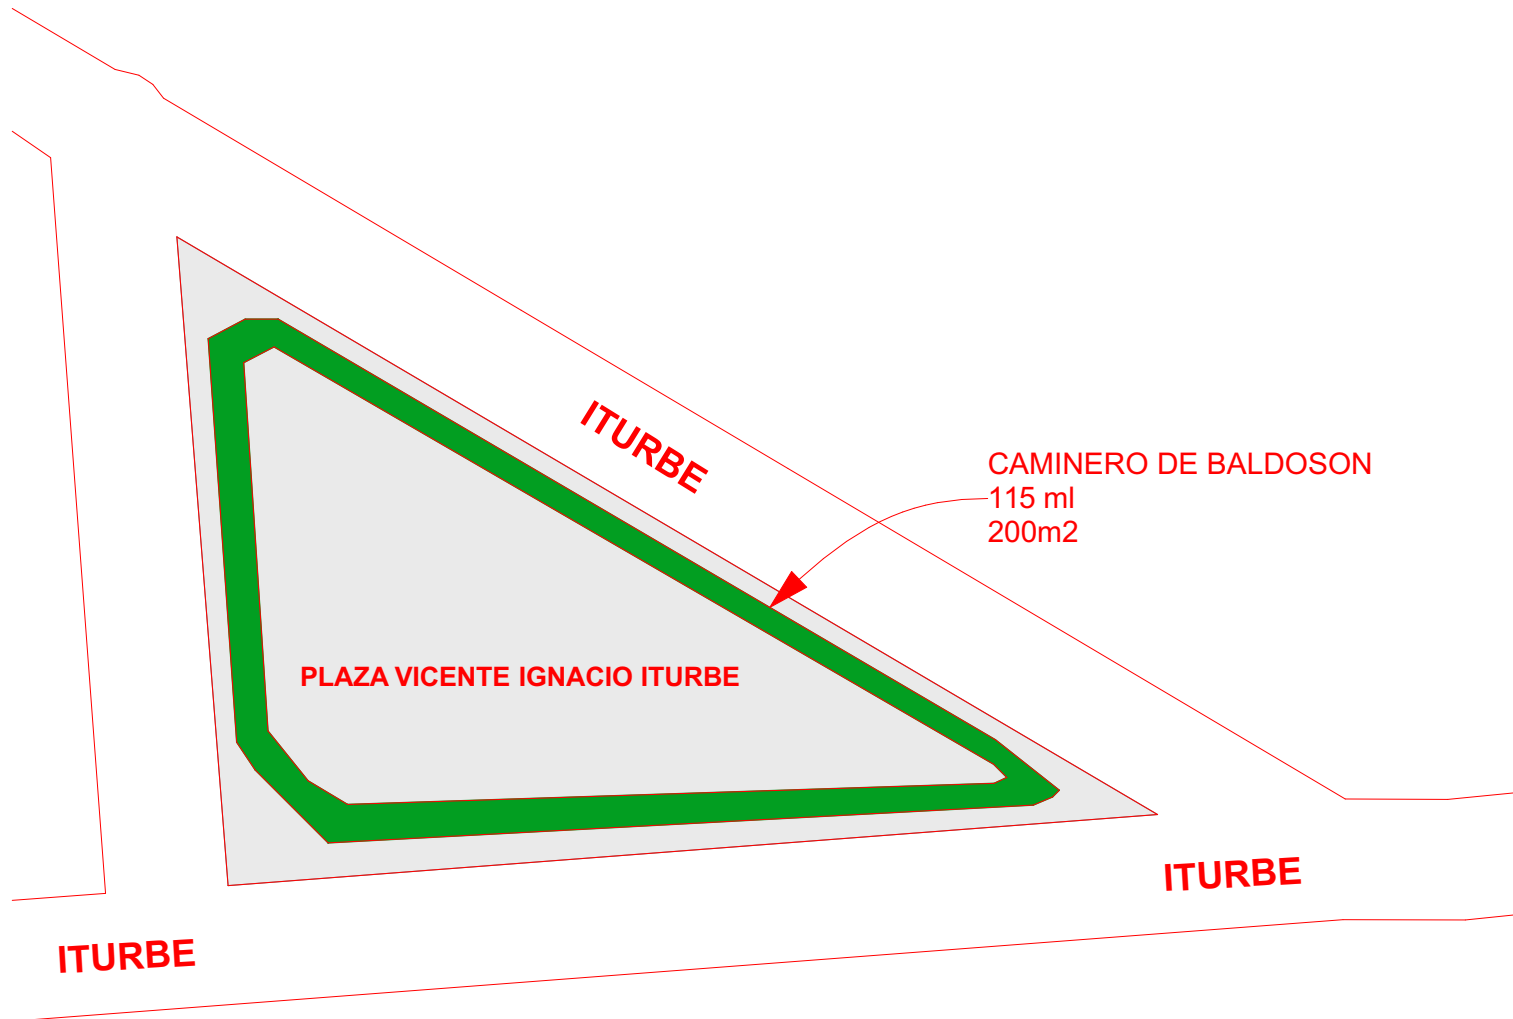 ITURBE
CAMINERO DE BALDOSON
115 ml
200m2
PLAZA VICENTE IGNACIO ITURBE
ITURBE
ITURBE